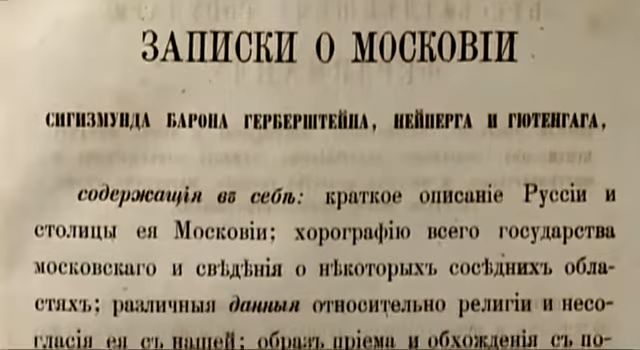 ЗАПИСКИ О МОСКОВІИ
СИГИЗМУНДА БАРОНА ГЕРБЕРШТЕЙНА, НЕЙПЕРГА И ГЮТЕНГАГА,
содержащія въ себѣ: краткое описаніе Руссіи и
столицы ея Московіи; хорографію всего государства
московскаго и свѣдѣнія о нѣкоторыхъ сосѣднихъ обла-
стяхъ; различныя данныя относительно религіи и несо-
гласія ея съ нашей; образъ пріема и обхожденія съ по-